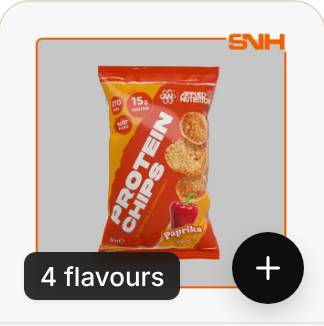 SNH
210
15g
PROTEIN
APPLIED
NUTRITION
PROTEIN
CHIPS
Paprika
4 flavours
+